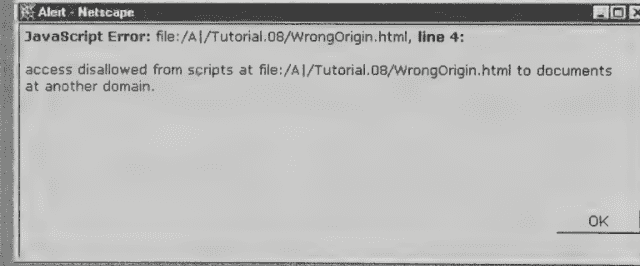 Alert - Netscape
JavaScript Error: file:/A|/Tutorial.08/WrongOrigin.html, line 4:
access disallowed from scripts at file:/A|/Tutorial.08/WrongOrigin.html to documents
at another domain.
OK